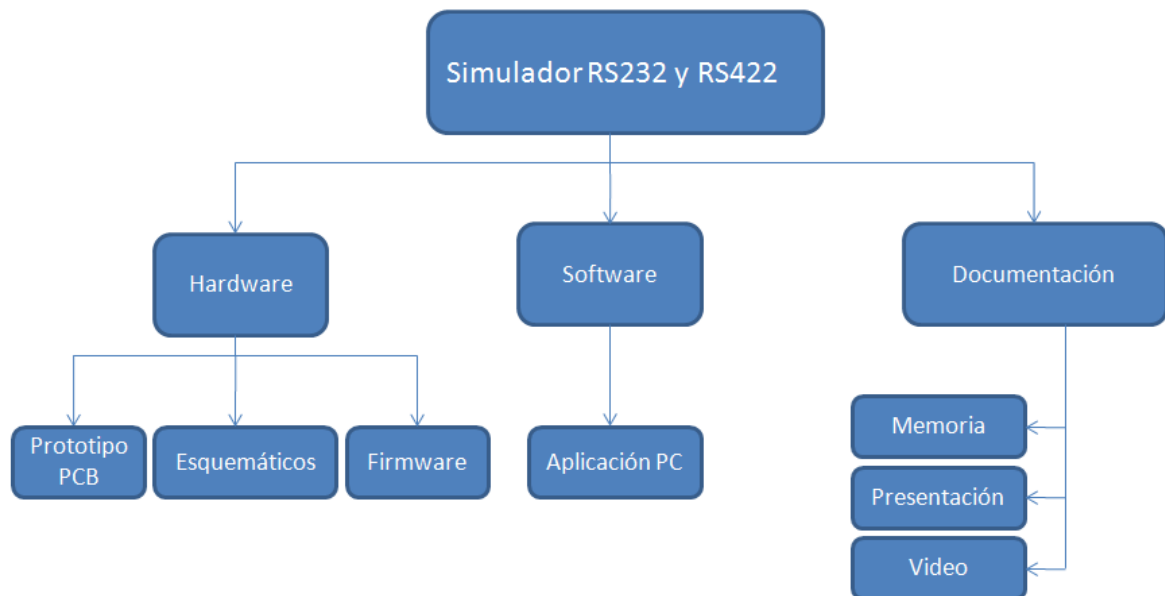 Simulador RS232 y RS422
Hardware
Software
Documentación
Prototipo
PCB
Esquemáticos
Firmware
Aplicación PC
Memoria
Presentación
Video